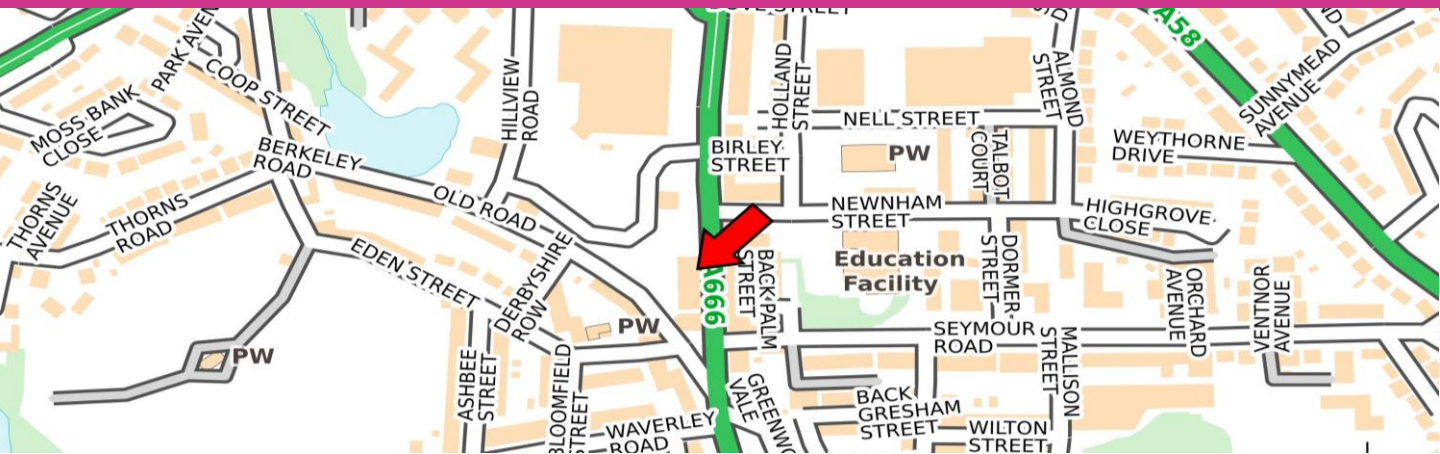 PARK AVEN
COOP STREET
MOSS BANK
CLOSE
THORNS
AVENUE
THORNS
ROAD
BERKELEY
ROAD
OLD ROAD
HILLVIEW
ROAD
EDEN STREET
DERBYSHIRE
ROW
PW
PW
ASHBEE
STREET
BLOOMFIELD
STREET
WAVERLEY
ROAD
A666
BIRLEY
STREET
HOLLAND
STREET
NELL STREET
PW
TALBOT
COURT
ALMOND
STREET
A58
SUNNYMEAD
AVENUE
WEYTHORNE
DRIVE
NEWNHAM
STREET
HIGHGROVE
CLOSE
Education
Facility
BACK PALM
STREET
DORMER
STREET
ORCHARD
AVENUE
VENTNOR
AVENUE
SEYMOUR
ROAD
MALLISON
STREET
GREENWO
VALE
BACK
GRESHAM
STREET
WILTON
STREET